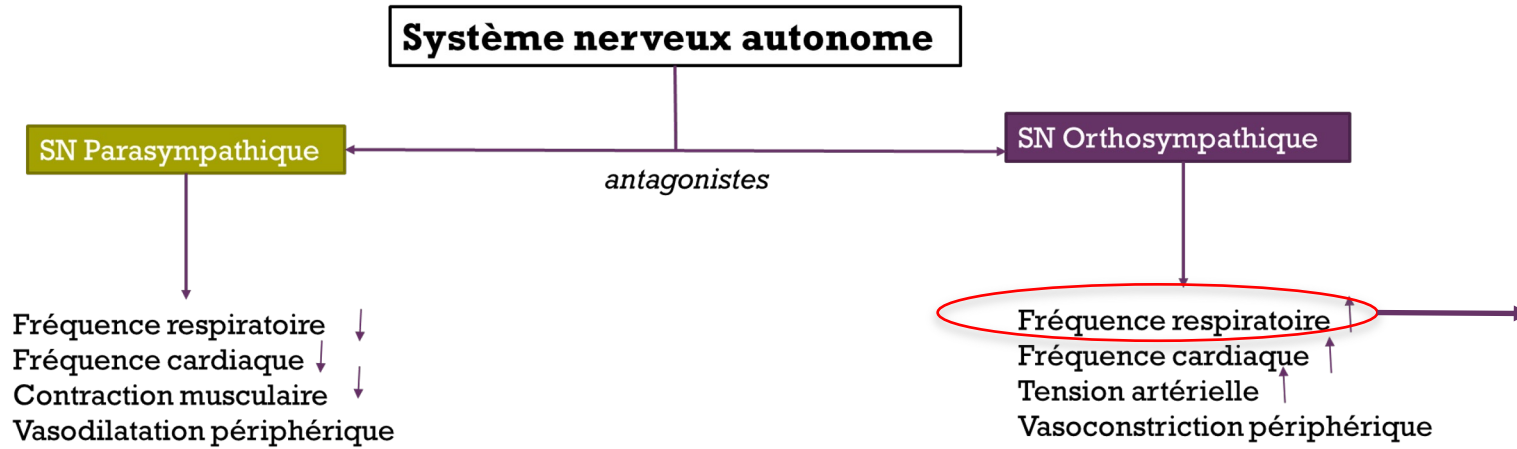 Système nerveux autonome
SN Parasympathique
SN Orthosympathique
antagonistes
Fréquence respiratoire
Fréquence cardiaque
Contraction musculaire
Vasodilatation périphérique
Fréquence respiratoire
Fréquence cardiaque
Tension artérielle
Vasoconstriction périphérique